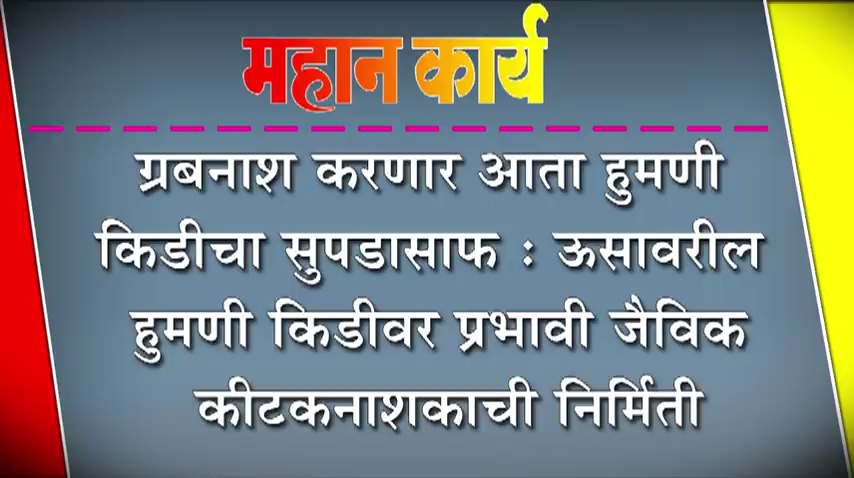 महान कार्य
ग्रबनाश करणार आता हुमणी
किडीचा सुपडासाफ : ऊसावरील
हुमणी किडीवर प्रभावी जैविक
कीटकनाशकाची निर्मिती